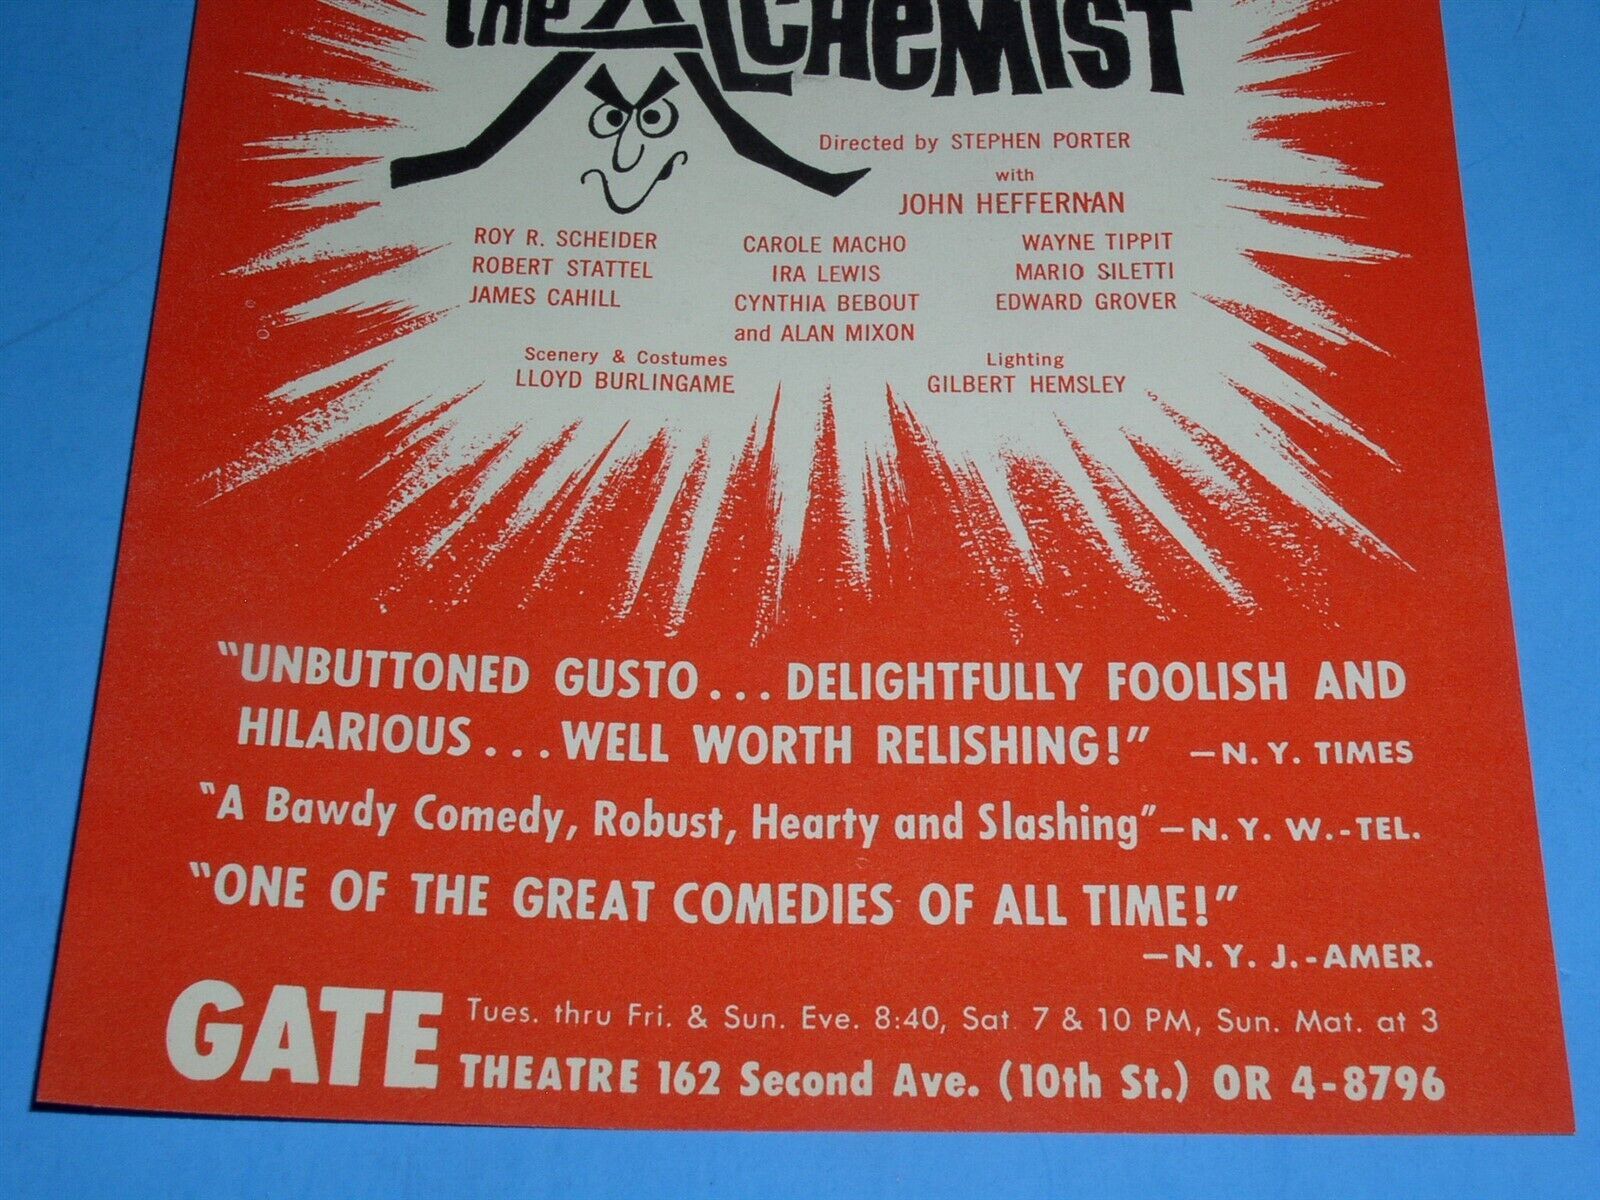 the ALCHEMIST
Directed by STEPHEN PORTER
with
JOHN HEFFERNAN
ROY R. SCHEIDER
ROBERT STATTEL
JAMES CAHILL
CAROLE MACHO
IRA LEWIS
CYNTHIA BEBOUT
and ALAN MIXON
WAYNE TIPPIT
MARIO SILETTI
EDWARD GROVER
Scenery & Costumes
LLOYD BURLINGAME
Lighting
GILBERT HEMSLEY
"UNBUTTONED GUSTO... DELIGHTFULLY FOOLISH AND
HILARIOUS... WELL WORTH RELISHING!" —N. Y. TIMES
"A Bawdy Comedy, Robust, Hearty and Slashing"—N. Y. W.-TEL.
"ONE OF THE GREAT COMEDIES OF ALL TIME!"
—N. Y. J.-AMER.
GATE
Tues. thru Fri. & Sun. Eve. 8:40, Sat. 7 & 10 PM, Sun. Mat. at 3
THEATRE 162 Second Ave. (10th St.) OR 4-8796